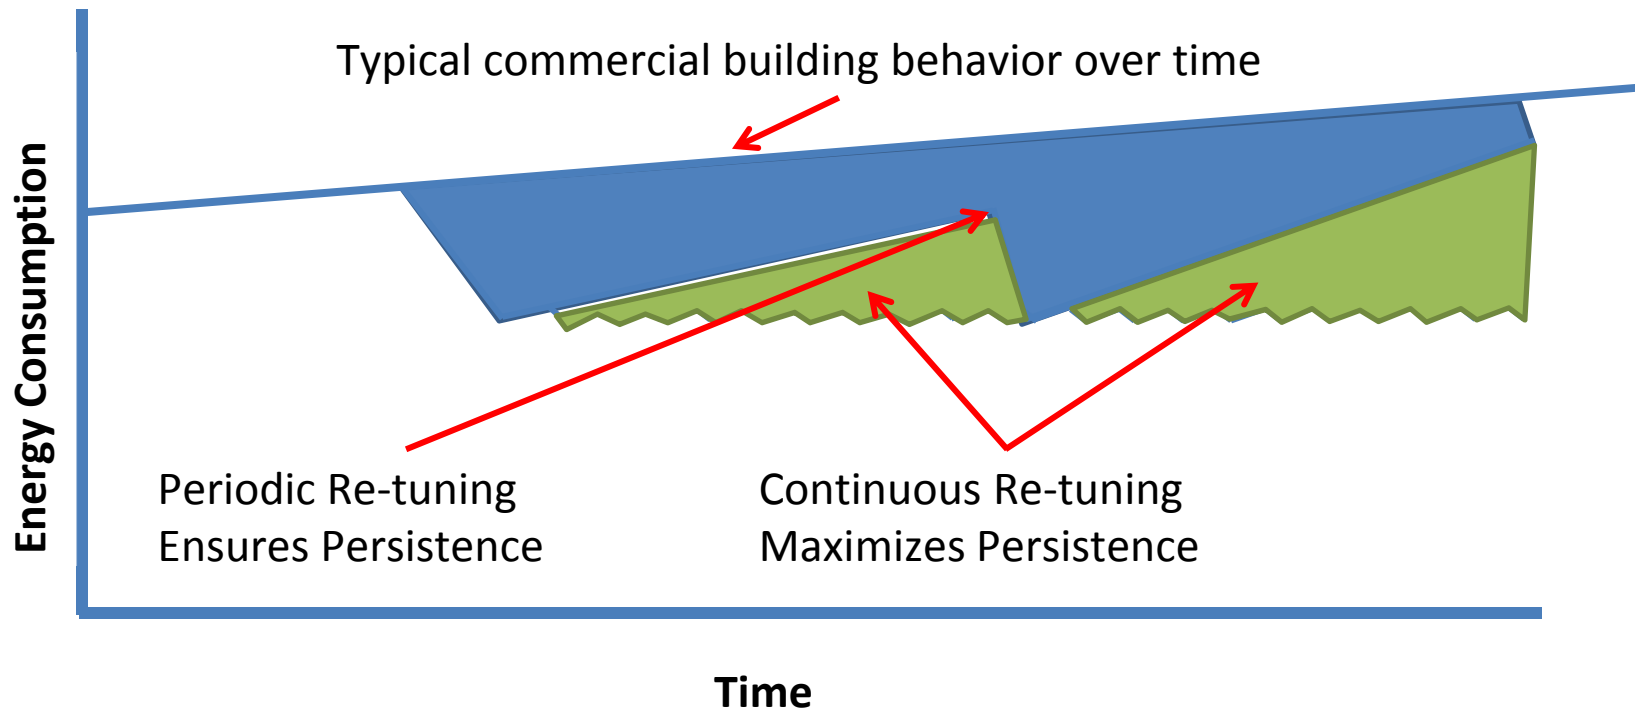 Typical commercial building behavior over time
Energy Consumption
Periodic Re-tuning
Ensures Persistence
Continuous Re-tuning
Maximizes Persistence
Time